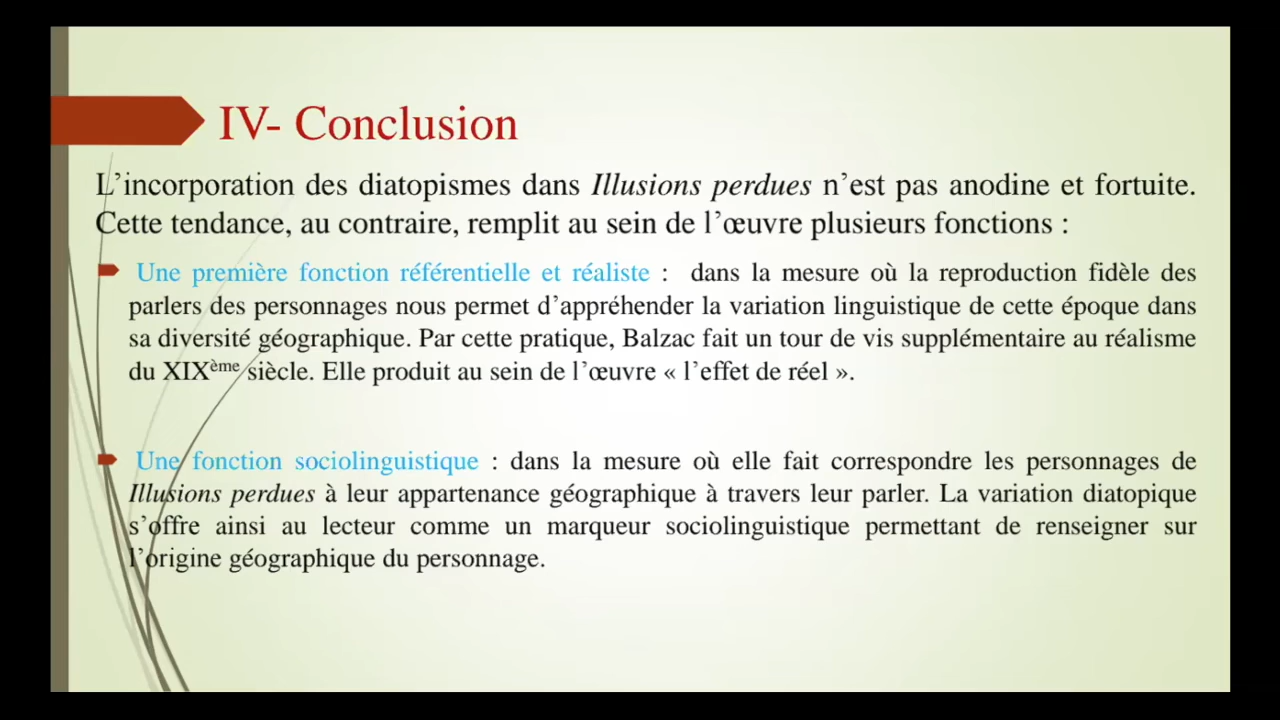 IV- Conclusion
L’incorporation des diatopismes dans Illusions perdues n’est pas anodine et fortuite.
Cette tendance, au contraire, remplit au sein de l’œuvre plusieurs fonctions :
Une première fonction référentielle et réaliste : dans la mesure où la reproduction fidèle des
parlers des personnages nous permet d’appréhender la variation linguistique de cette époque dans
sa diversité géographique. Par cette pratique, Balzac fait un tour de vis supplémentaire au réalisme
du XIXème siècle. Elle produit au sein de l’œuvre « l’effet de réel ».
Une fonction sociolinguistique : dans la mesure où elle fait correspondre les personnages de
Illusions perdues à leur appartenance géographique à travers leur parler. La variation diatopique
s’offre ainsi au lecteur comme un marqueur sociolinguistique permettant de renseigner sur
l’origine géographique du personnage.